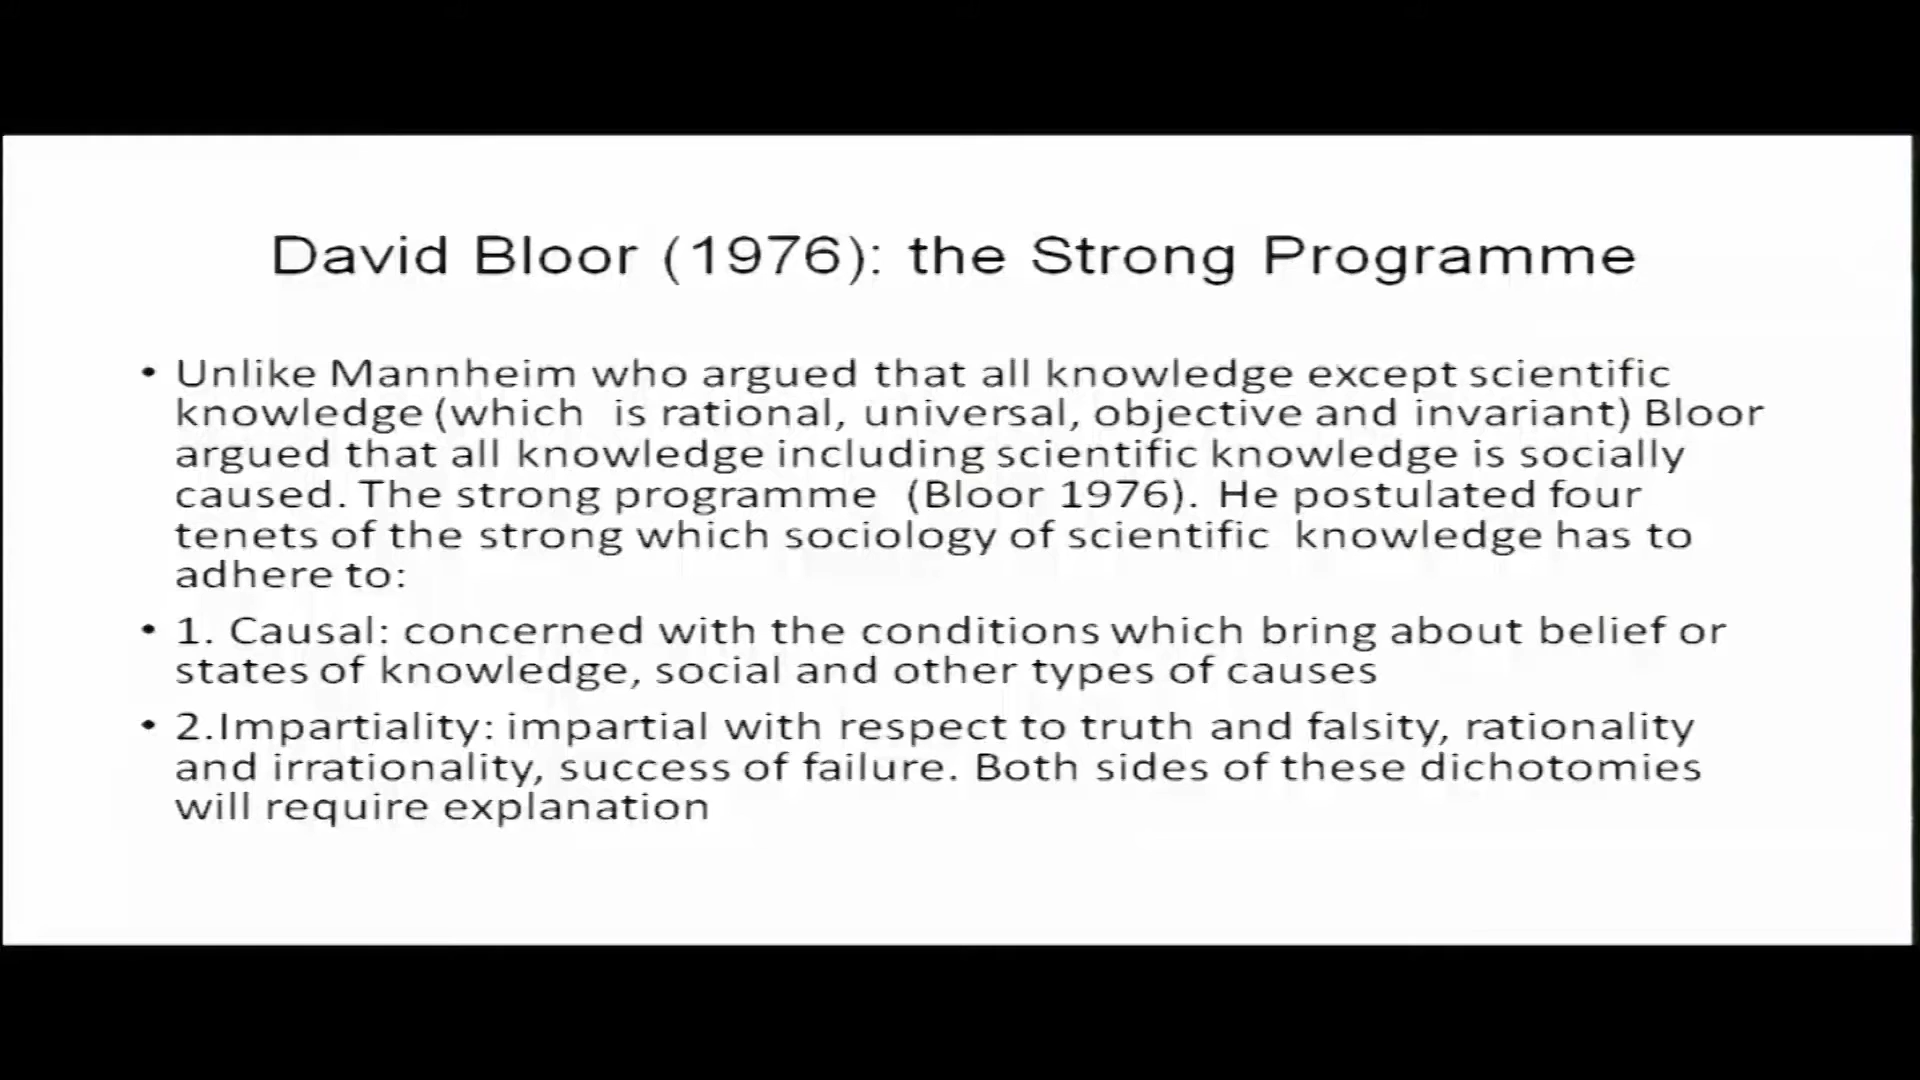 David Bloor (1976): the Strong Programme
• Unlike Mannheim who argued that all knowledge except scientific
knowledge (which is rational, universal, objective and invariant) Bloor
argued that all knowledge including scientific knowledge is socially
caused. The strong programme (Bloor 1976). He postulated four
tenets of the strong which sociology of scientific knowledge has to
adhere to:
• 1. Causal: concerned with the conditions which bring about belief or
states of knowledge, social and other types of causes
• 2.Impartiality: impartial with respect to truth and falsity, rationality
and irrationality, success of failure. Both sides of these dichotomies
will require explanation